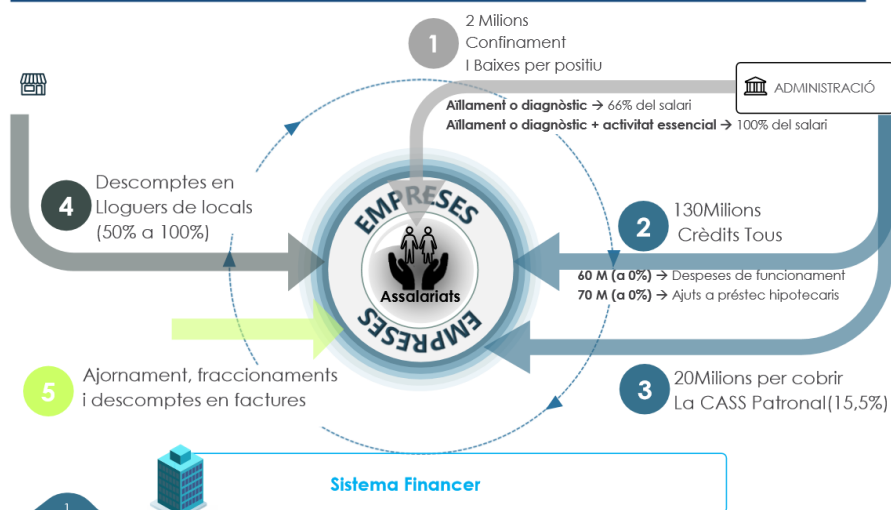 1
2 Milions
Confinament
I Baixes per positiu
ADMINISTRACIÓ
Aïllament o diagnòstic → 66% del salari
Aïllament o diagnòstic + activitat essencial → 100% del salari
4
Descomptes en
Lloguers de locals
(50% a 100%)
EMPRESES
Assalariats
EMPRESES
2
130Milions
Crèdits Tous
60 M (a 0%) → Despeses de funcionament
70 M (a 0%) → Ajuts a préstec hipotecaris
5
Ajornament, fraccionaments
i descomptes en factures
3
20Milions per cobrir
La CASS Patronal(15,5%)
Sistema Financer
1